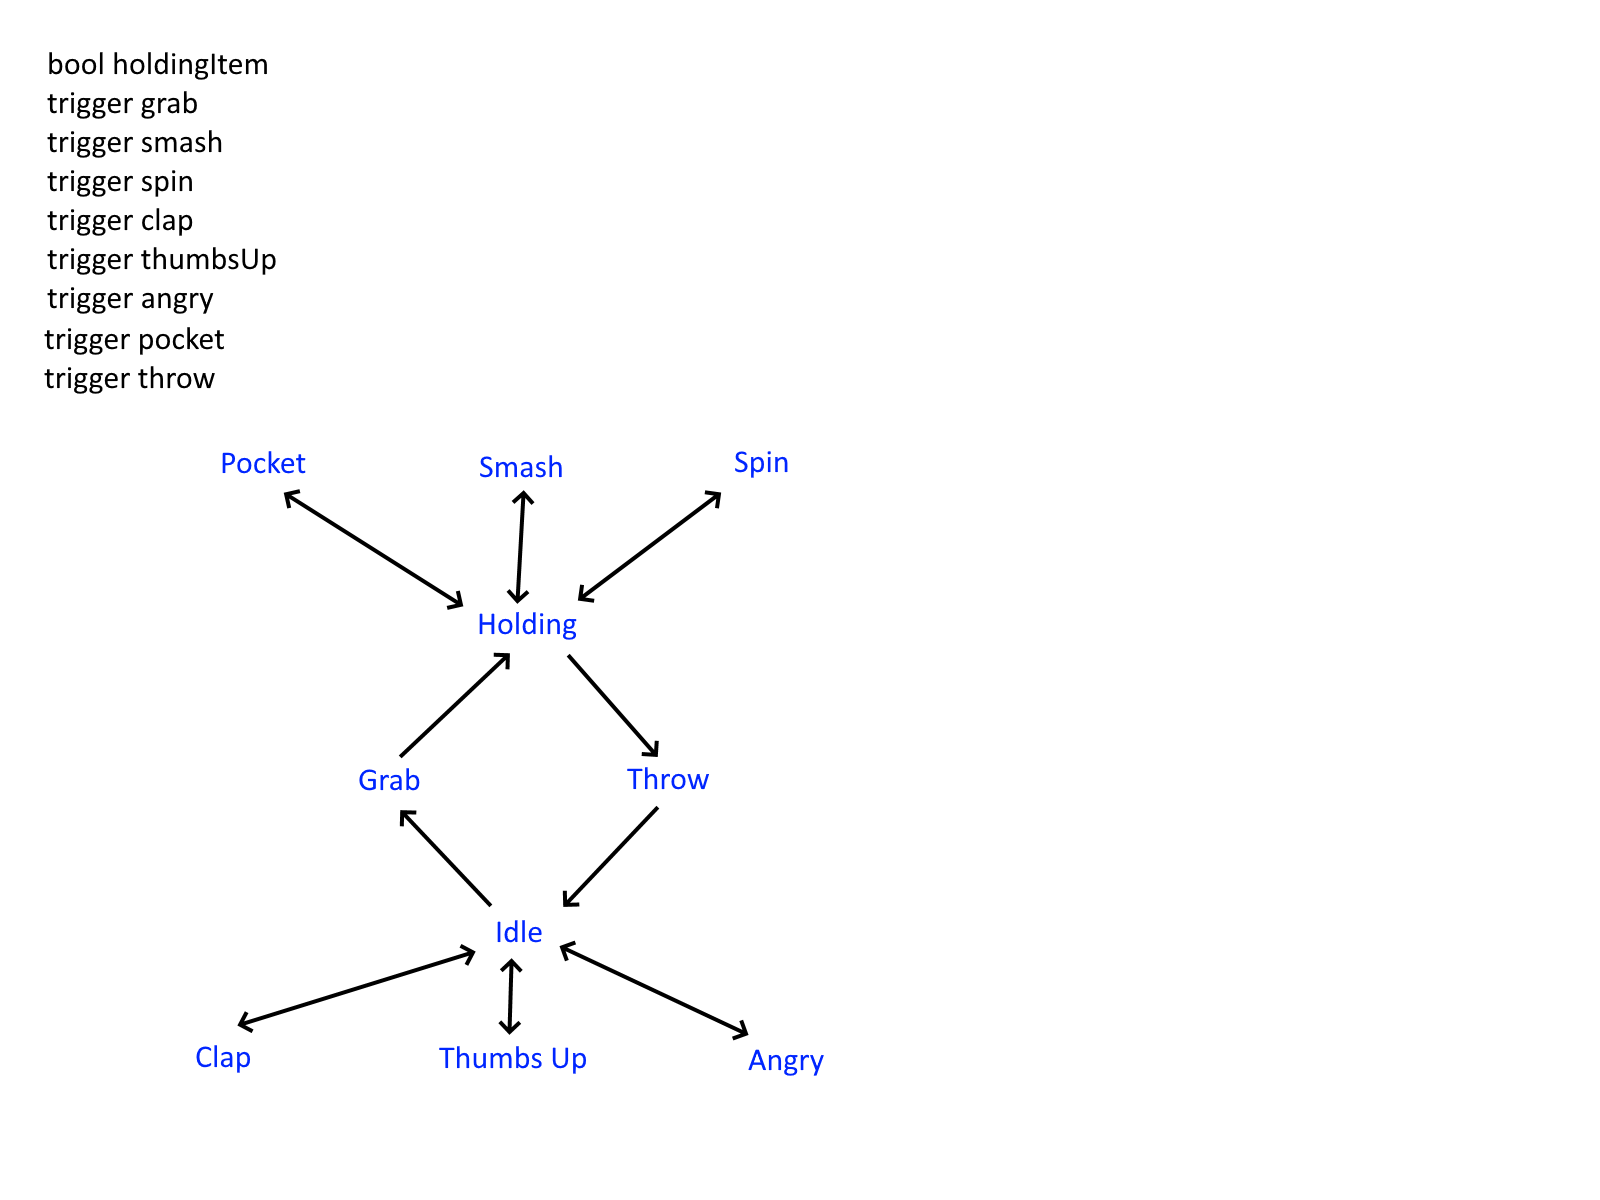 bool holdingItem
trigger grab
trigger smash
trigger spin
trigger clap
trigger thumbsUp
trigger angry
trigger pocket
trigger throw
Pocket
Smash
Spin
Holding
Grab
Throw
Idle
Clap
Thumbs Up
Angry